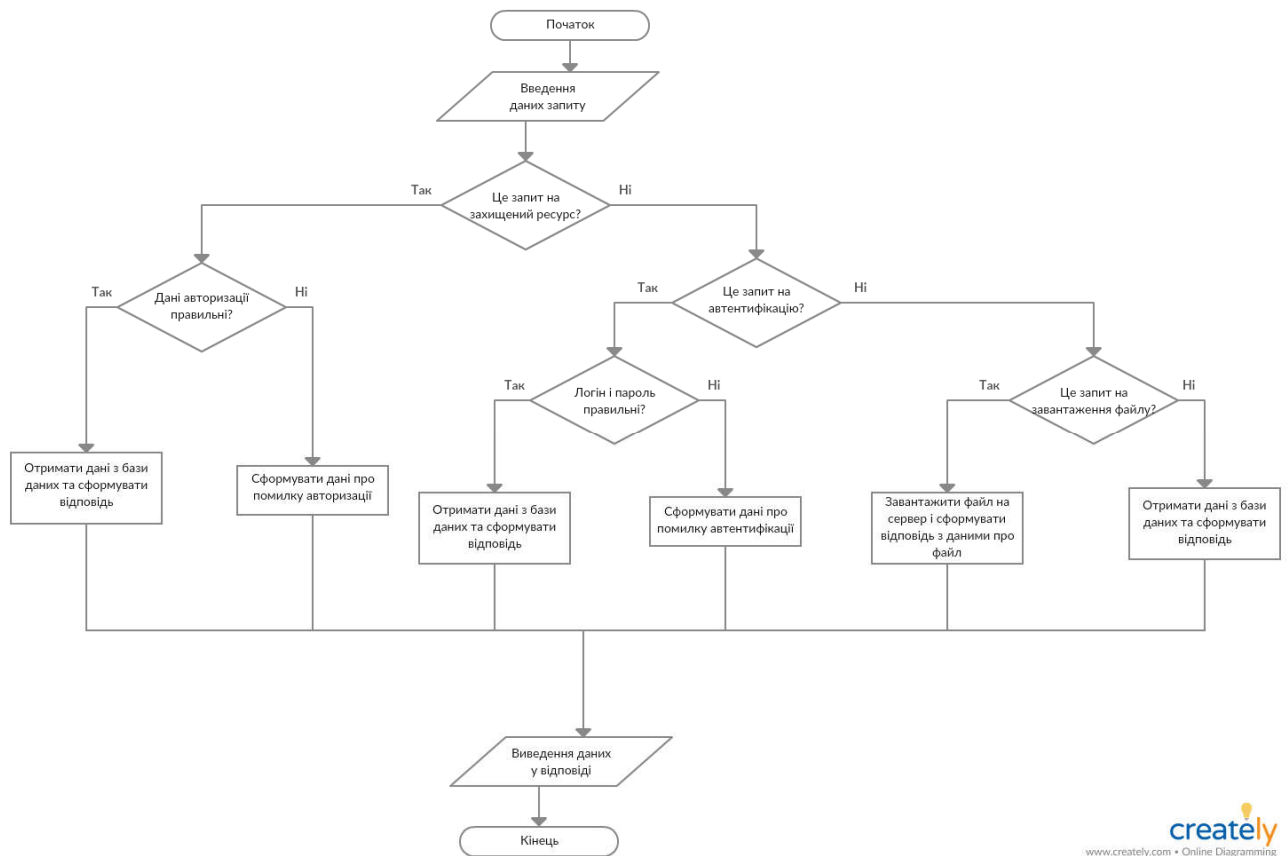 Початок
Введення
даних запиту
Так
Ні
Це запит на
захищений ресурс?
Так
Дані авторизації
правильні?
Ні
Так
Це запит на
автентифікацію?
Ні
Так
Логін і пароль
правильні?
Ні
Так
Це запит на
завантаження файлу?
Ні
Отримати дані з бази
даних та сформувати
відповідь
Сформувати дані про
помилку авторизації
Отримати дані з бази
даних та сформувати
відповідь
Сформувати дані про
помилку автентифікації
Завантажити файл на
сервер і сформувати
відповідь з даними про
файл
Отримати дані з бази
даних та сформувати
відповідь
Виведення даних
у відповіді
Кінець
creately
www.creately.com • Online Diagramming